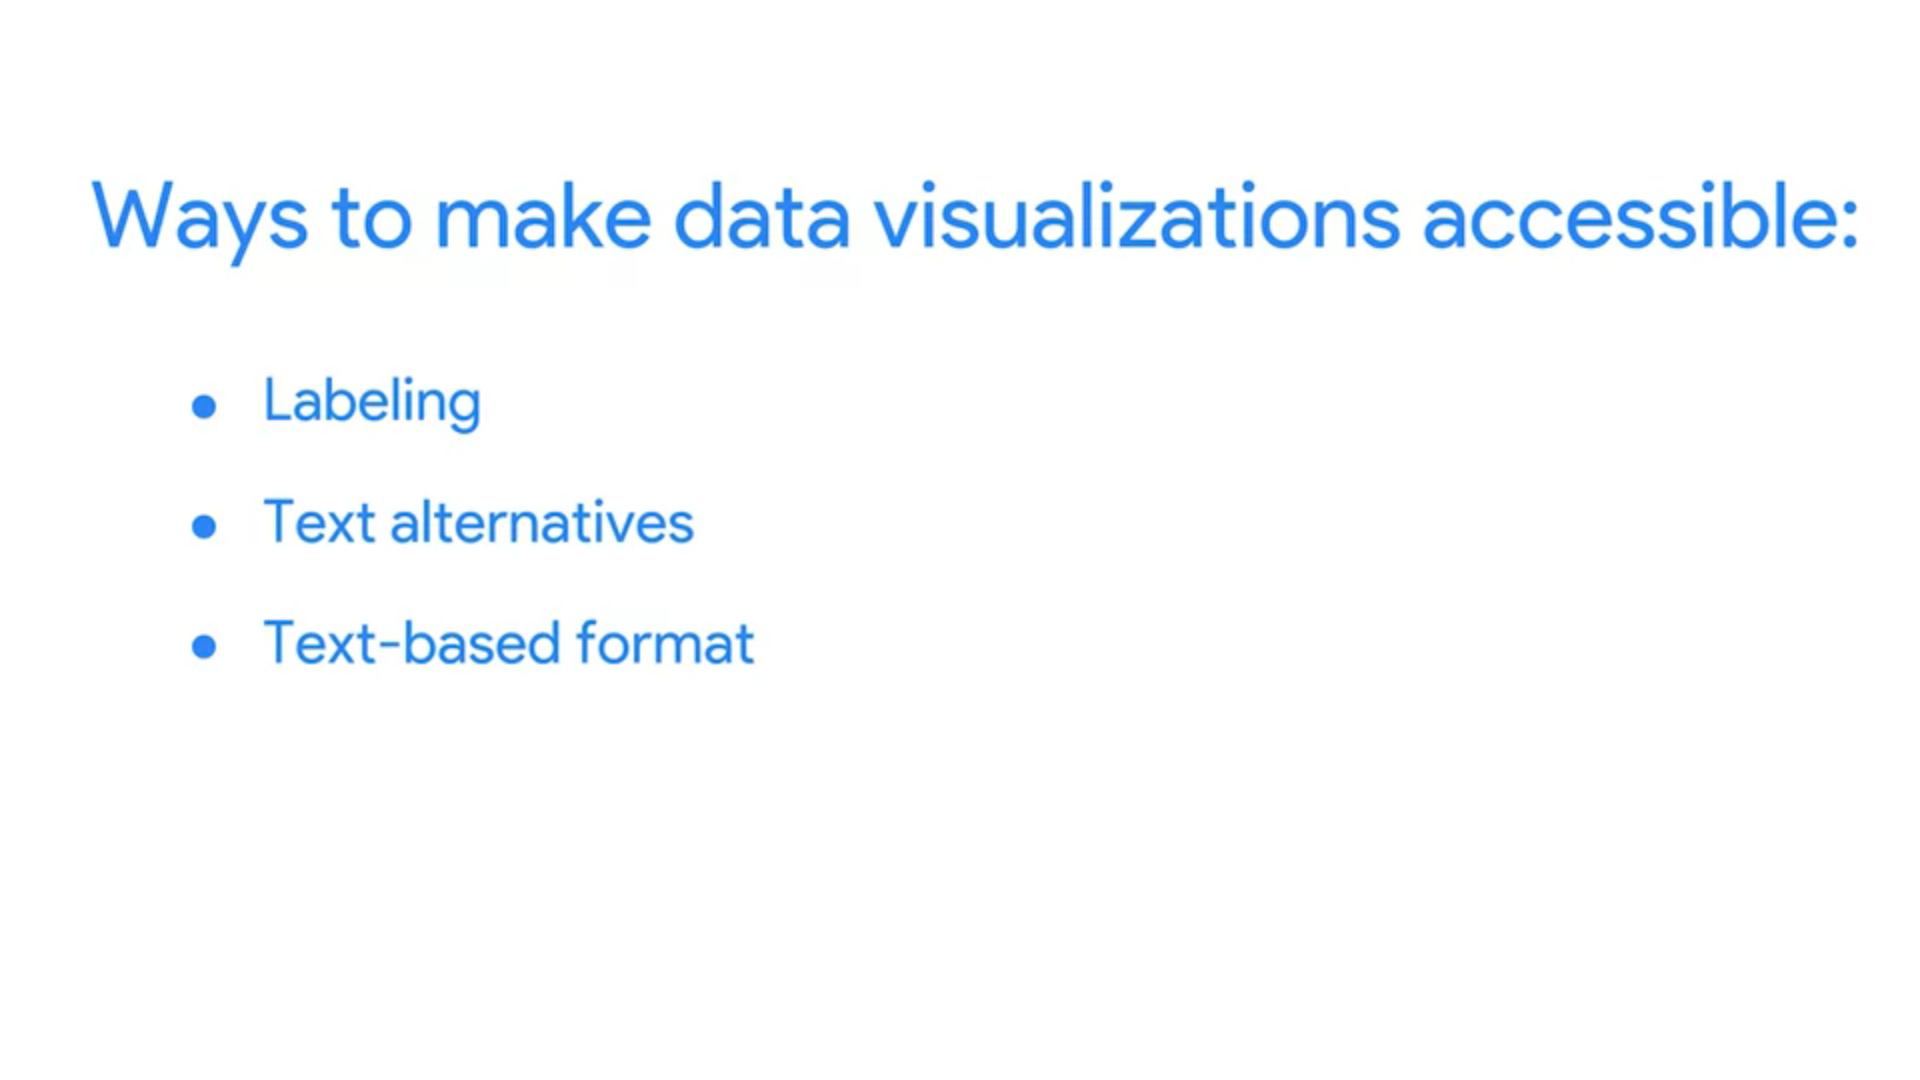 Ways to make data visualizations accessible:
● Labeling
● Text alternatives
● Text-based format